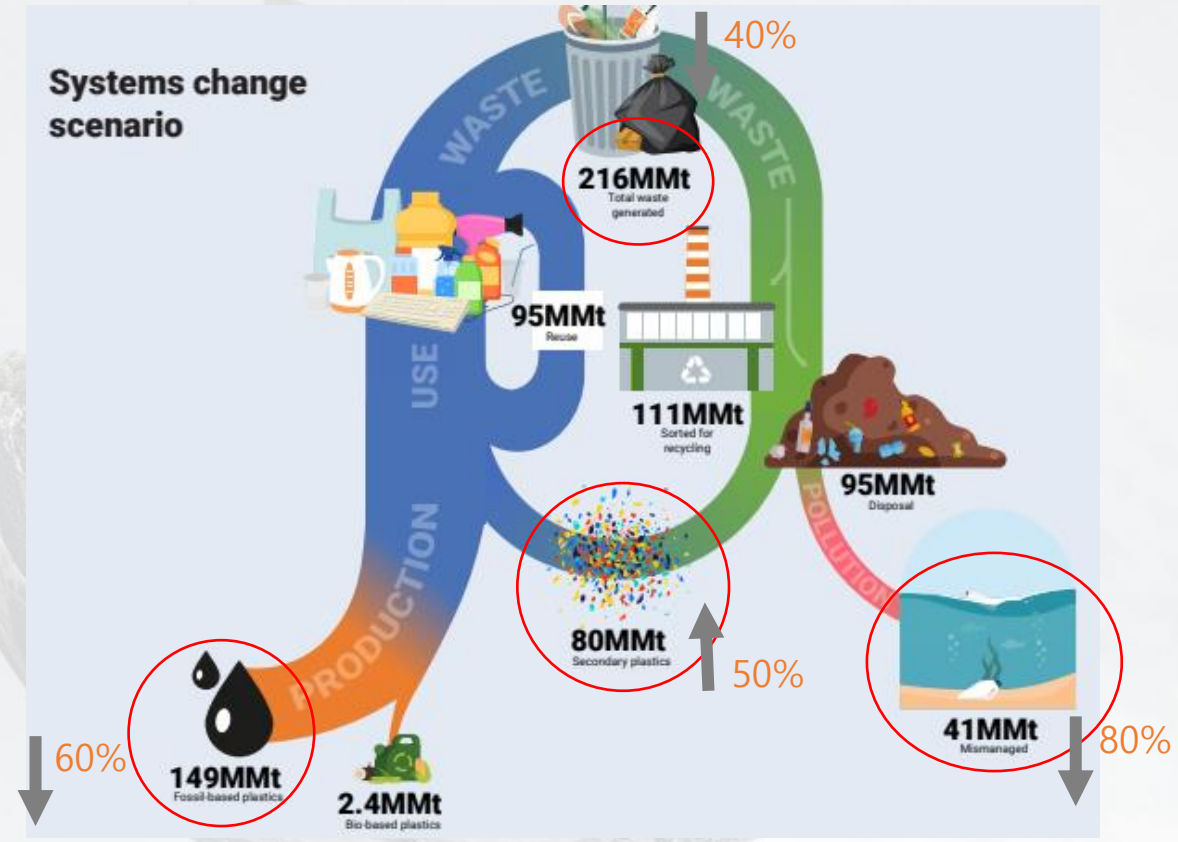 Systems change
scenario
WASTE
WASTE
40%
216MMt
Total waste
generated
95MMt
Reuse
USE
111MMt
Sorted for
recycling
95MMt
Disposal
POLLUTION
PRODUCTION
80MMt
Secondary plastics
50%
41MMt
Mismanaged
80%
60%
149MMt
Fossil-based plastics
2.4MMt
Bio-based plastics